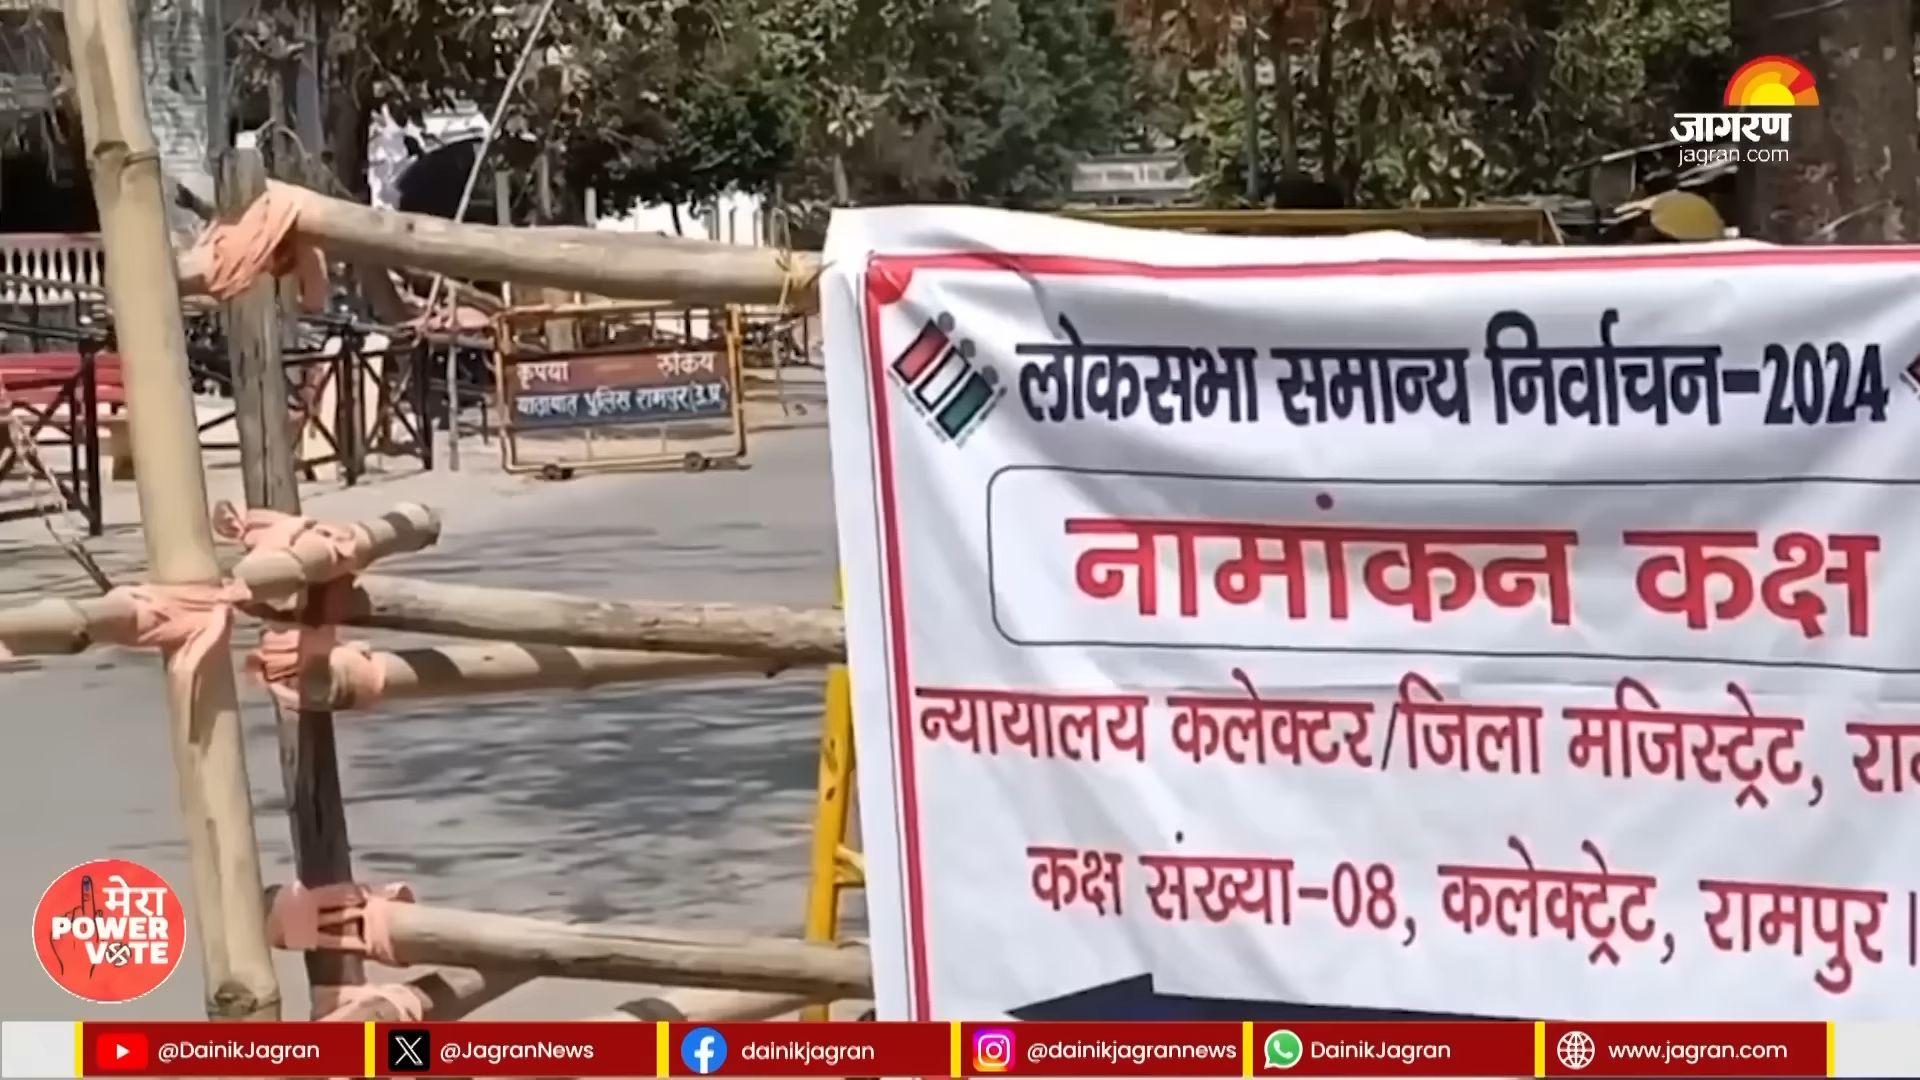 जागरण
jagran.com
लोकसभा समान्य निर्वाचन-2024
नामांकन कक्ष
न्यायालय कलेक्टर/जिला मजिस्ट्रेट,
कक्ष संख्या-08, कलेक्ट्रेट, रामपुर।
कृपया रुकिये
यातायात पुलिस रामपुर(उ.प्र
मेरा
POWER
VOTE
@DainikJagran
@JagranNews
dainikjagran
@dainikjagrannews
DainikJagran
www.jagran.com